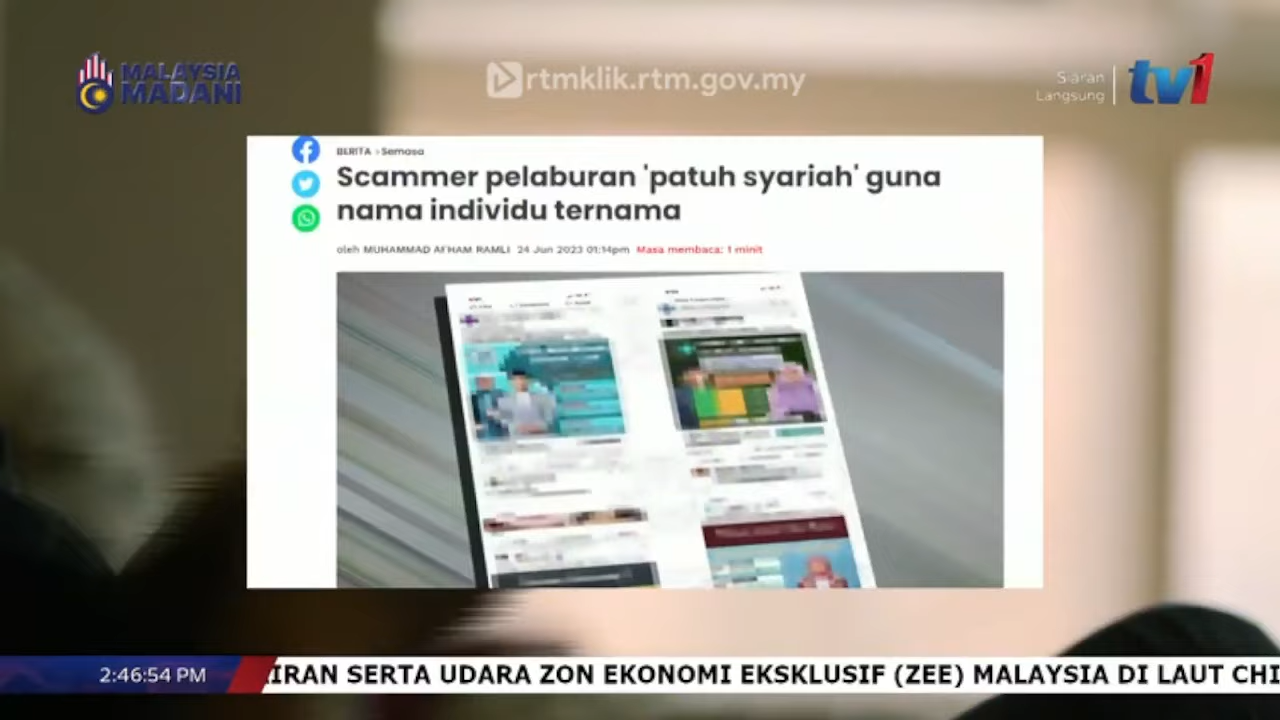 MALAYSIA
MADANI
rtmklik.rtm.gov.my
Siaran
Langsung
tv1
BERITA > Semasa
Scammer pelaburan 'patuh syariah' guna
nama individu ternama
oleh MUHAMMAD AFHAM RAMLI 24 Jun 2023 01:14pm Masa membaca: 1 minit
2:46:54 PM
IRAN SERTA UDARA ZON EKONOMI EKSKLUSIF (ZEE) MALAYSIA DI LAUT CHI